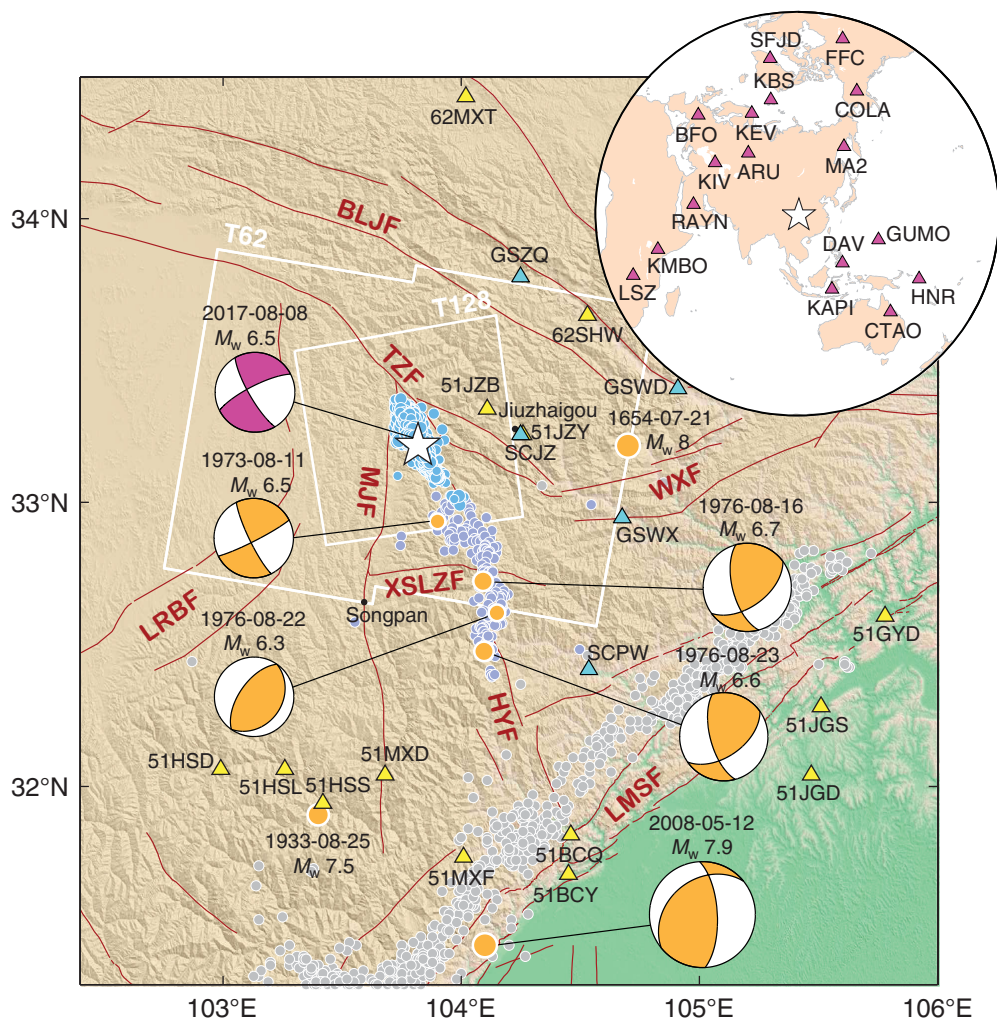 SFJD
FFC
KBS
COLA
BFO
KEV
KIV
ARU
MA2
RAYN
KMBO
LSZ
DAV
GUMO
KAPI
HNR
CTAO
62MXT
34°N
BLJF
T62
GSZQ
T128
62SHW
2017-08-08
Mw 6.5
TZF
51JZB
GSWD
Jiuzhaigou
51JZY
SCJZ
1654-07-21
Mw 8
1973-08-11
Mw 6.5
MJF
WXF
33°N
GSWX
1976-08-16
Mw 6.7
XSLZF
Songpan
LRBF
1976-08-22
Mw 6.3
SCPW
1976-08-23
Mw 6.6
51GYD
HYF
51JGS
51HSD
51HSL
51HSS
51MXD
32°N
51JGD
LMSF
1933-08-25
Mw 7.5
51MXF
51BCQ
51BCY
2008-05-12
Mw 7.9
103°E
104°E
105°E
106°E